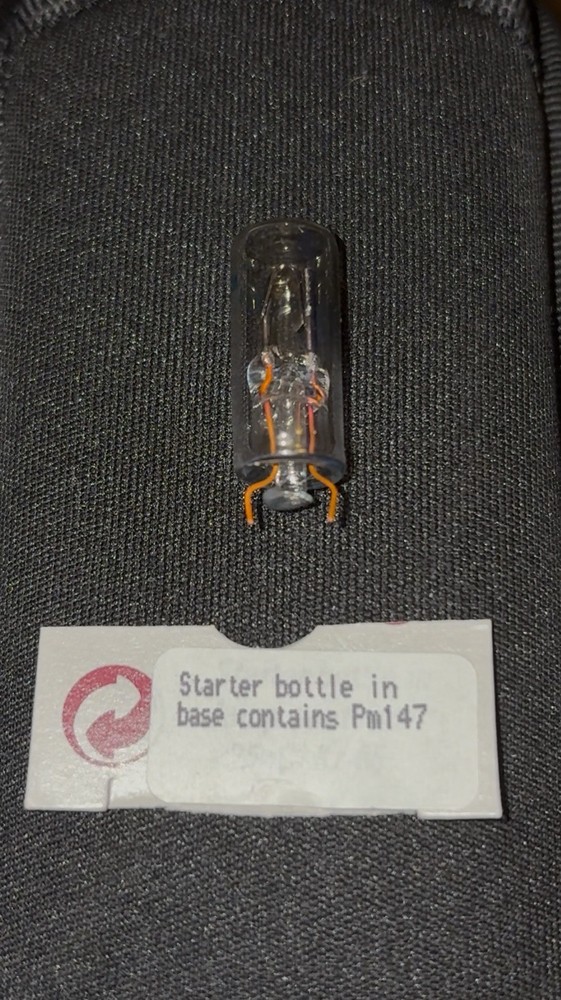 Starter bottle in
base contains Pm147